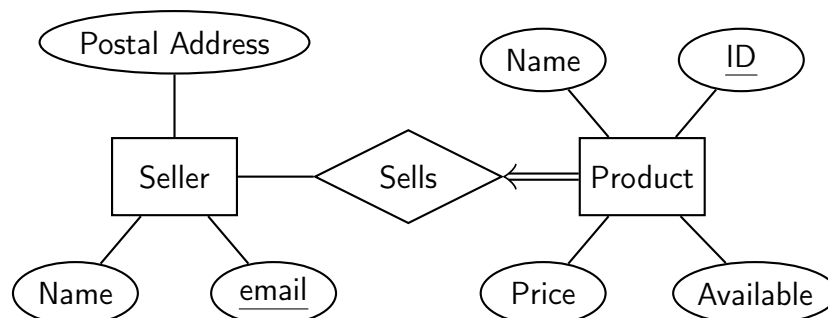 Postal Address
Name
ID
Seller
Sells
Product
Name
email
Price
Available